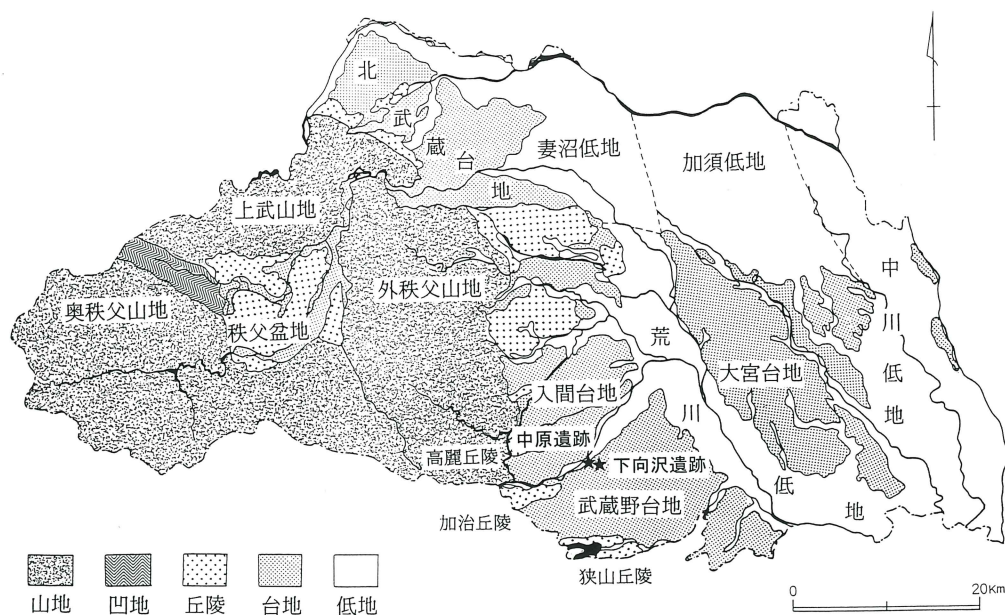 北
武
蔵
台
地
妻沼低地
加須低地
上武山地
中
川
低
地
奥秩父山地
秩父盆地
外秩父山地
荒
川
低
地
大宮台地
入間台地
中原遺跡
高麗丘陵
下向沢遺跡
武蔵野台地
加治丘陵
狭山丘陵
山地
凹地
丘陵
台地
低地
0
20Km